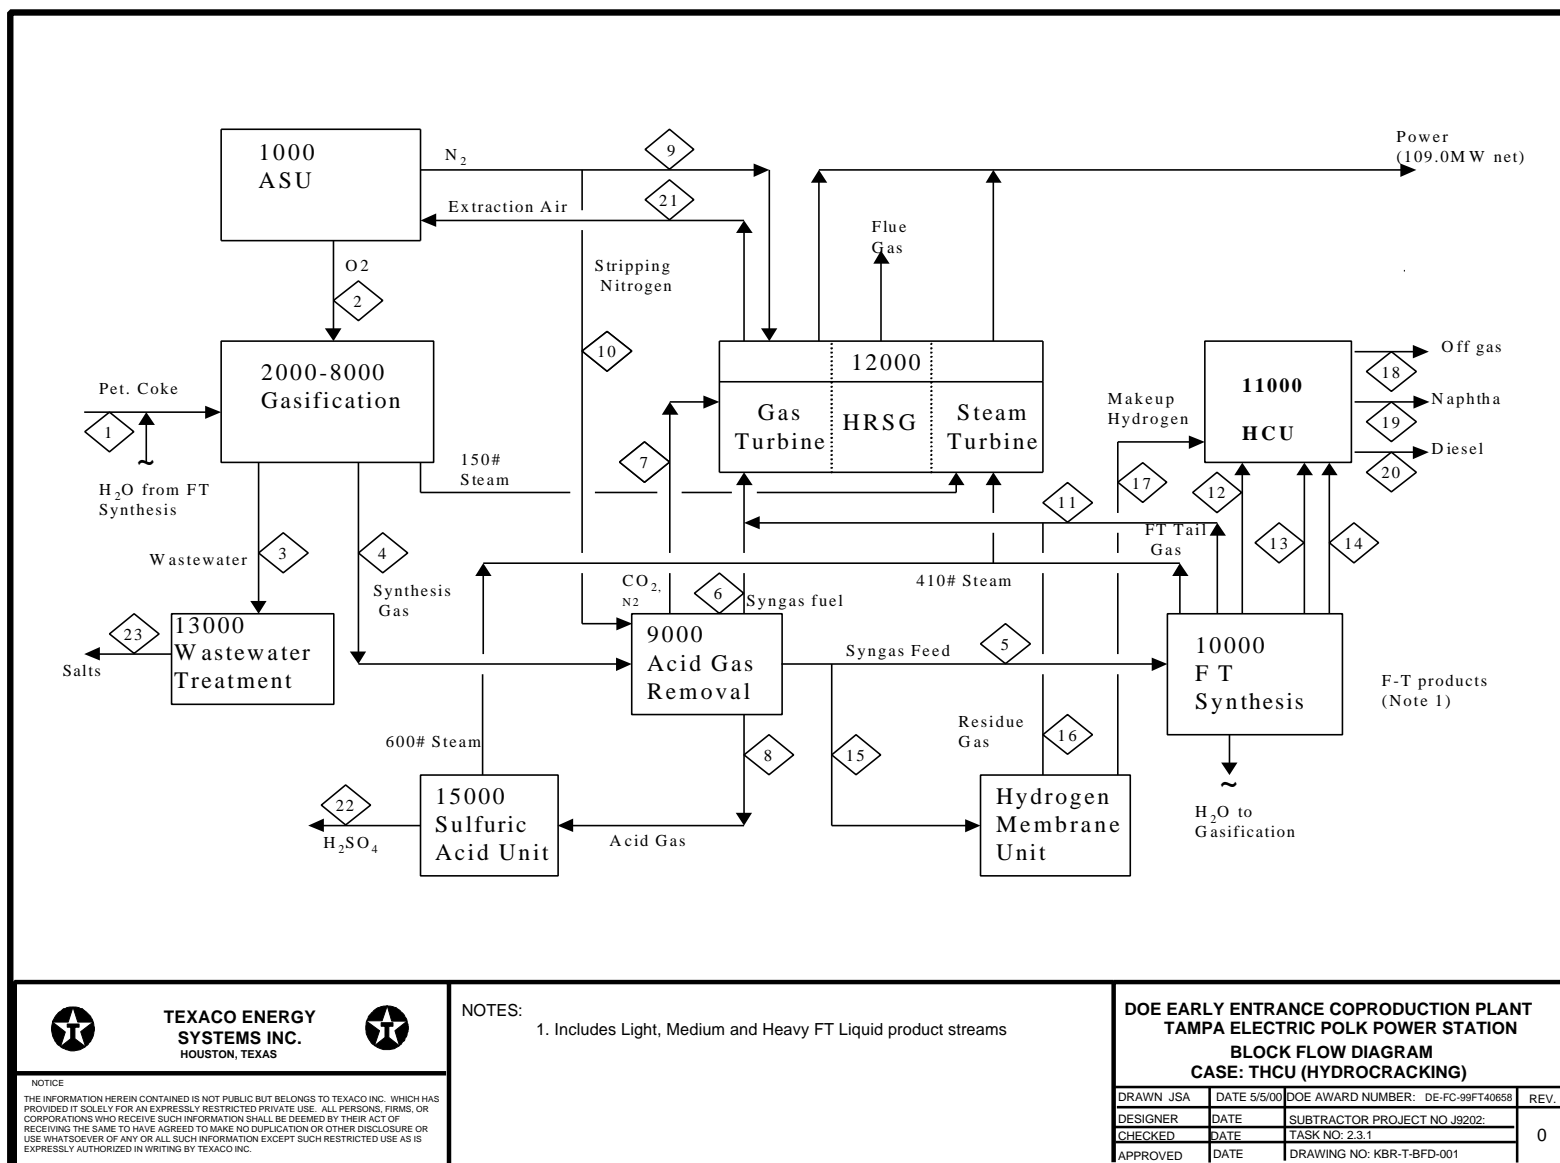 1000
ASU
N2
9
Extraction Air
21
Power
(109.0MW net)
Flue
Gas
O2
2
Stripping
Nitrogen
10
2000-8000
Gasification
Pet. Coke
1
~
H2O from FT
Synthesis
150#
Steam
7
12000
Gas
Turbine
HRSG
Steam
Turbine
Makeup
Hydrogen
17
11000
HCU
Off gas
18
Naphtha
19
Diesel
20
12
11
FT Tail
Gas
13
14
Wastewater
3
4
Synthesis
Gas
CO2,
N2
6
Syngas fuel
410# Steam
23
Salts
13000
Wastewater
Treatment
9000
Acid Gas
Removal
Syngas Feed
5
10000
FT
Synthesis
F-T products
(Note 1)
600# Steam
8
15
Residue
Gas
16
~
H2O to
Gasification
22
H2SO4
15000
Sulfuric
Acid Unit
Acid Gas
Hydrogen
Membrane
Unit
T
TEXACO ENERGY
SYSTEMS INC.
HOUSTON, TEXAS
T
NOTICE
THE INFORMATION HEREIN CONTAINED IS NOT PUBLIC BUT BELONGS TO TEXACO INC. WHICH HAS
PROVIDED IT SOLELY FOR AN EXPRESSLY RESTRICTED PRIVATE USE. ALL PERSONS, FIRMS, OR
CORPORATIONS WHO RECEIVE SUCH INFORMATION SHALL BE DEEMED BY THEIR ACT OF
RECEIVING THE SAME TO HAVE AGREED TO MAKE NO DUPLICATION OR OTHER DISCLOSURE OR
USE WHATSOEVER OF ANY OR ALL SUCH INFORMATION EXCEPT SUCH RESTRICTED USE AS IS
EXPRESSLY AUTHORIZED IN WRITING BY TEXACO INC.
NOTES:
1. Includes Light, Medium and Heavy FT Liquid product streams
DOE EARLY ENTRANCE COPRODUCTION PLANT
TAMPA ELECTRIC POLK POWER STATION
BLOCK FLOW DIAGRAM
CASE: THCU (HYDROCRACKING)
DRAWN JSA DATE 5/5/00 DOE AWARD NUMBER: DE-FC-99FT40658 REV.
DESIGNER DATE SUBTRACTOR PROJECT NO J9202:
CHECKED DATE TASK NO: 2.3.1 0
APPROVED DATE DRAWING NO: KBR-T-BFD-001